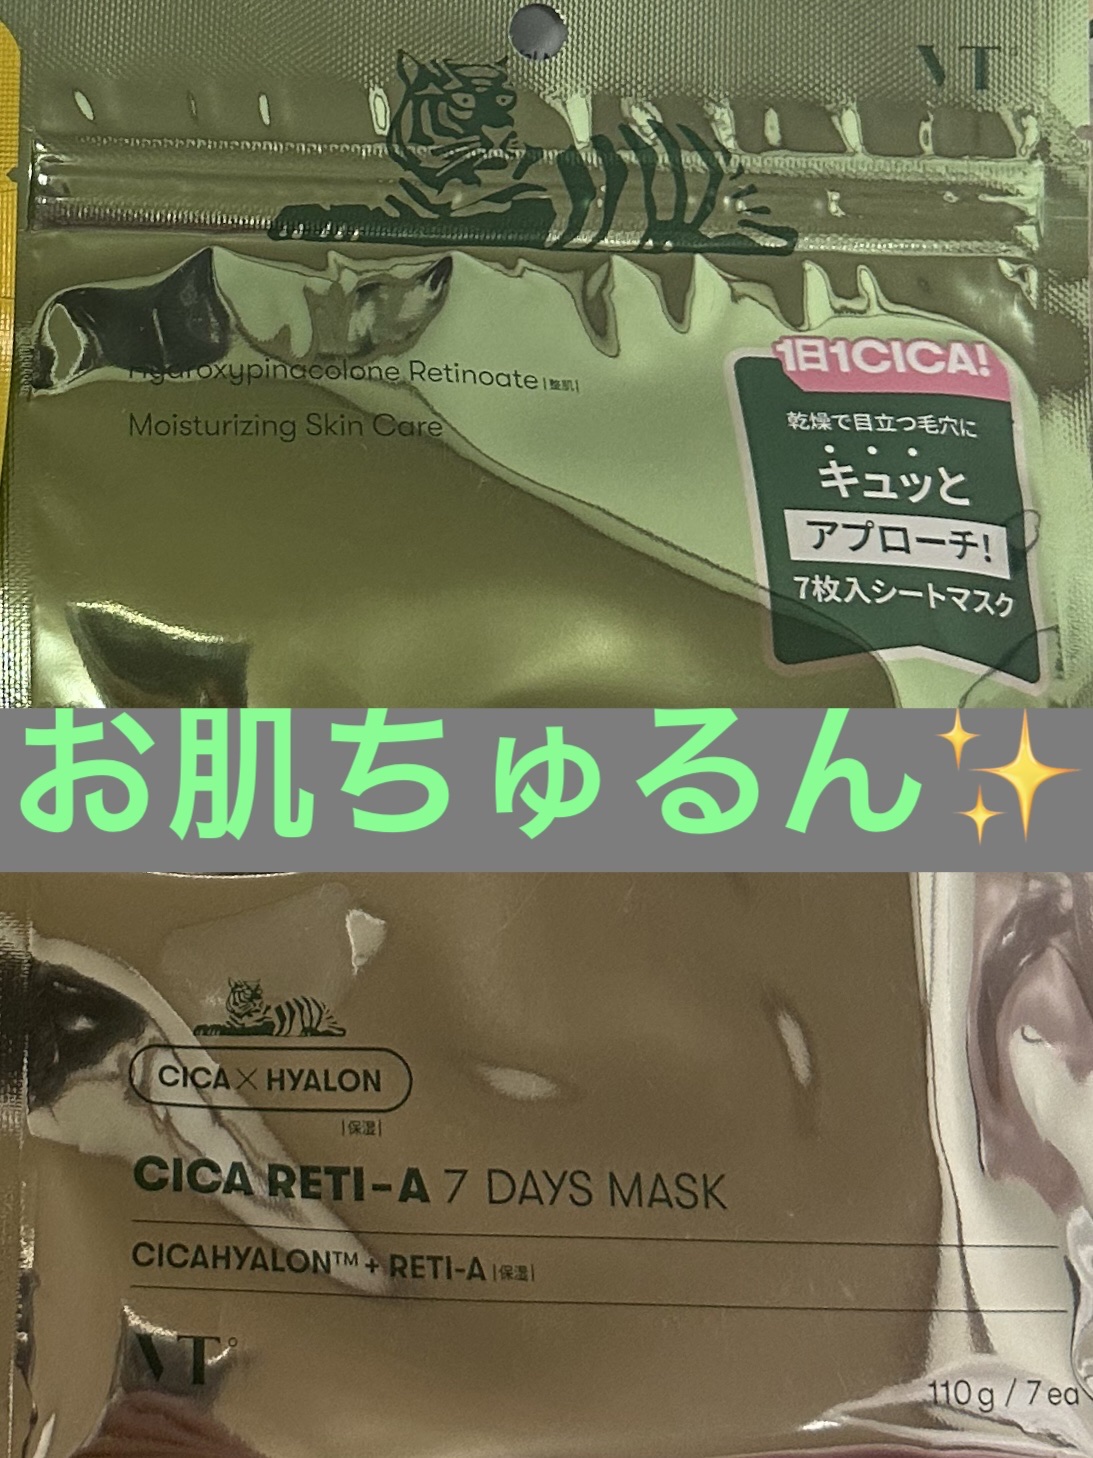 VT
Hydroxypinacolone Retinoate |整肌|
Moisturizing Skin Care
1日1CICA!
乾燥で目立つ毛穴に
キュッと
アプローチ!
7枚入シートマスク
お肌ちゅるん✨
CICA×HYALON
|保湿|
CICA RETI-A 7 DAYS MASK
CICAHYALON™ + RETI-A |保湿|
VT°
110 g / 7 ea